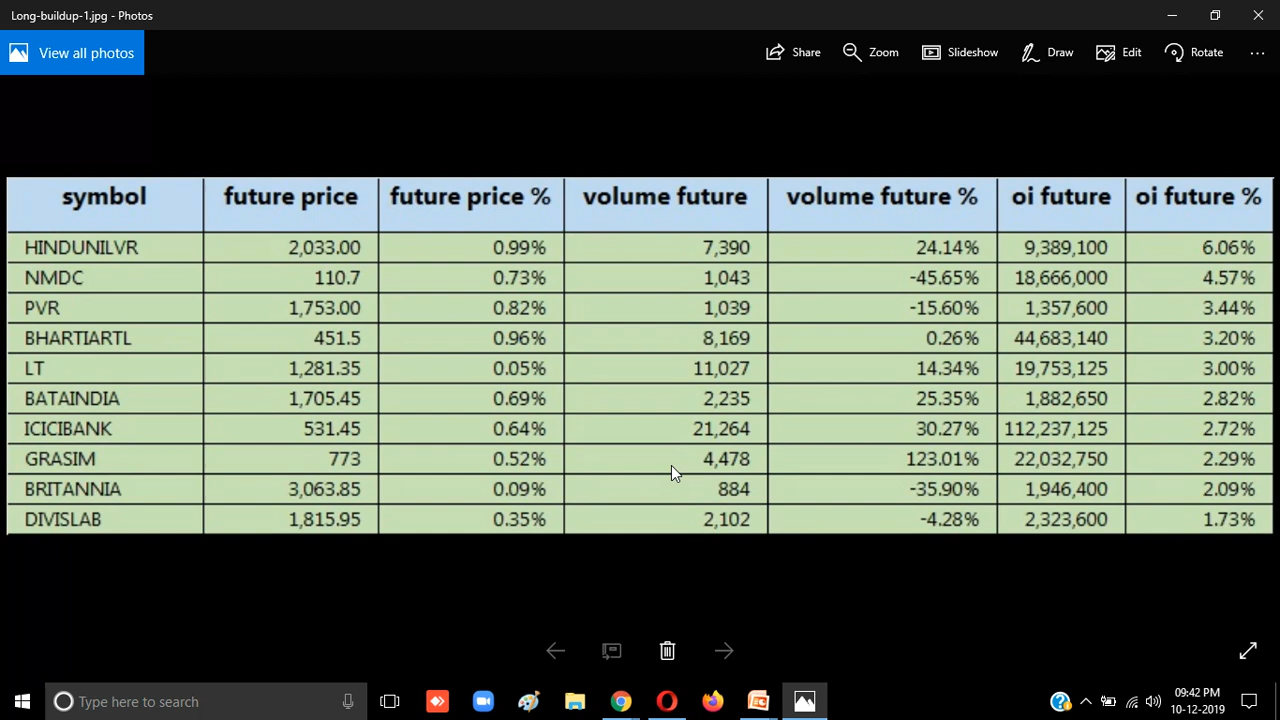 Long-buildup-1.jpg - Photos
View all photos Share Zoom Slideshow Draw Edit Rotate
symbol future price future price % volume future volume future % oi future oi future %
HINDUNILVR 2,033.00 0.99% 7,390 24.14% 9,389,100 6.06%
NMDC 110.7 0.73% 1,043 -45.65% 18,666,000 4.57%
PVR 1,753.00 0.82% 1,039 -15.60% 1,357,600 3.44%
BHARTIARTL 451.5 0.96% 8,169 0.26% 44,683,140 3.20%
LT 1,281.35 0.05% 11,027 14.34% 19,753,125 3.00%
BATAINDIA 1,705.45 0.69% 2,235 25.35% 1,882,650 2.82%
ICICIBANK 531.45 0.64% 21,264 30.27% 112,237,125 2.72%
GRASIM 773 0.52% 4,478 123.01% 22,032,750 2.29%
BRITANNIA 3,063.85 0.09% 884 -35.90% 1,946,400 2.09%
DIVISLAB 1,815.95 0.35% 2,102 -4.28% 2,323,600 1.73%
Type here to search
09:42 PM
10-12-2019